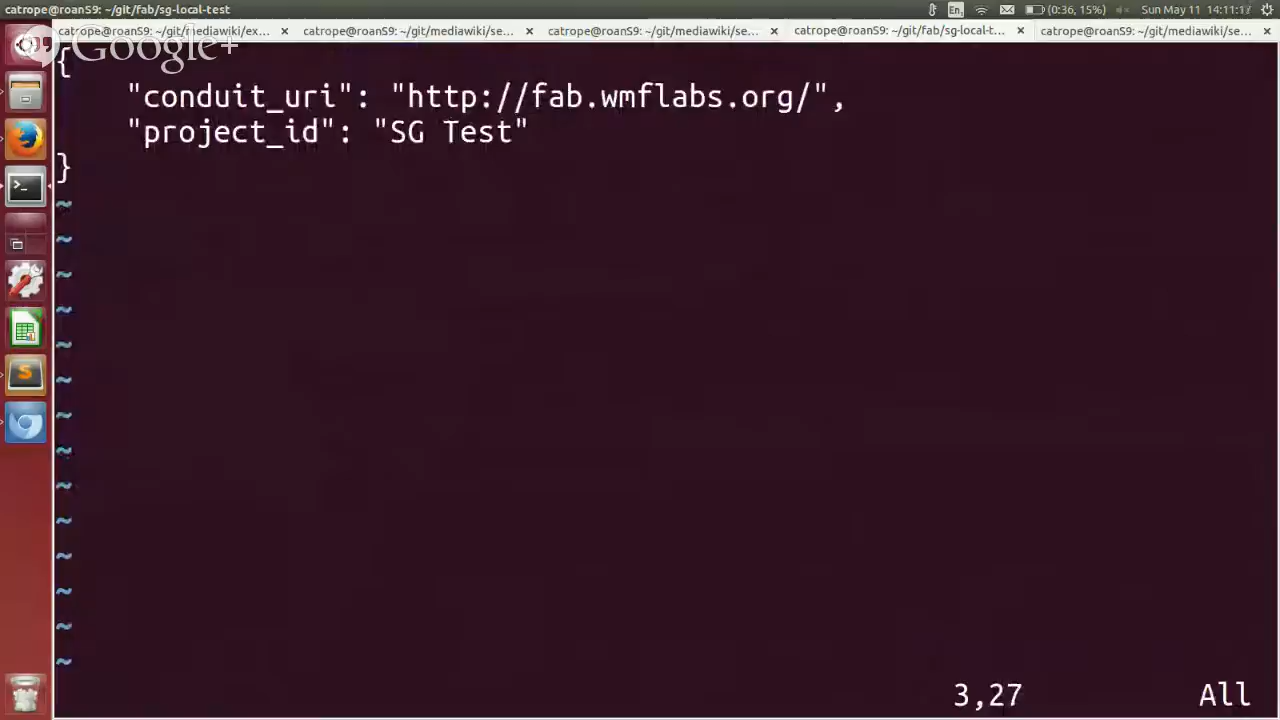 catrope@roanS9: ~/git/fab/sg-local-test
En
(0:36, 15%)
Sun May 11 14:11:17
catrope@roanS9: ~/git/mediawiki/ex...
catrope@roanS9: ~/git/mediawiki/se...
catrope@roanS9: ~/git/mediawiki/se...
catrope@roanS9: ~/git/fab/sg-local-t...
catrope@roanS9: ~/git/mediawiki/se...
Google+
{
"conduit_uri": "http://fab.wmflabs.org/",
"project_id": "SG Test"
}
~
~
~
~
~
~
~
~
~
~
~
~
~
~
3,27 All